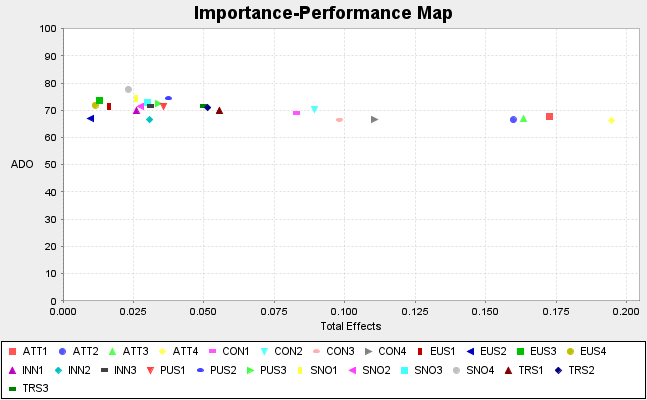 Importance-Performance Map
100
90
80
70
60
50
40
30
20
10
0
ADO
0.000 0.025 0.050 0.075 0.100 0.125 0.150 0.175 0.200
Total Effects
ATT1 ATT2 ATT3 ATT4 CON1 CON2 CON3 CON4 EUS1 EUS2 EUS3 EUS4
INN1 INN2 INN3 PUS1 PUS2 PUS3 SNO1 SNO2 SNO3 SNO4 TRS1 TRS2
TRS3